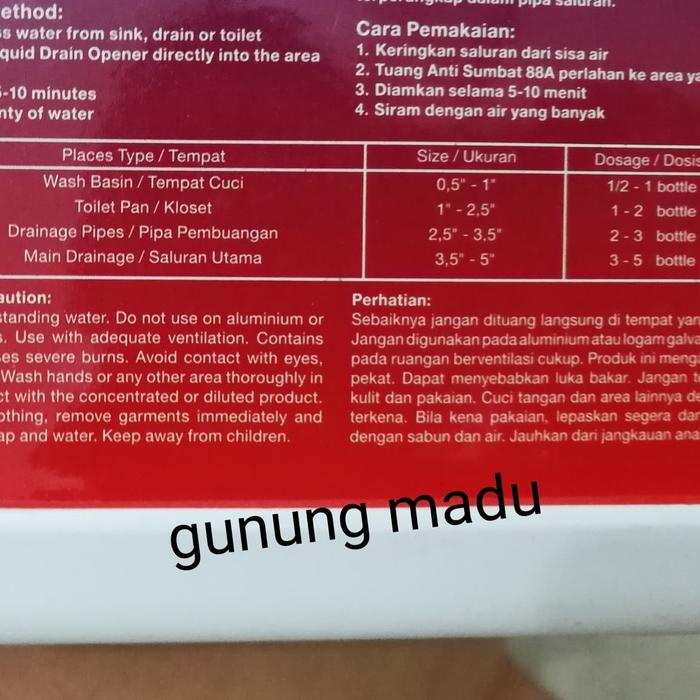 ethod:
s water from sink, drain or toilet
quid Drain Opener directly into the area
5-10 minutes
nty of water
Cara Pemakaian:
1. Keringkan saluran dari sisa air
2. Tuang Anti Sumbat 88A perlahan ke area ya
3. Diamkan selama 5-10 menit
4. Siram dengan air yang banyak
Places Type / Tempat Size / Ukuran Dosage / Dosis
Wash Basin / Tempat Cuci 0,5" - 1" 1/2 - 1 bottle
Toilet Pan / Kloset 1" - 2,5" 1 - 2 bottle
Drainage Pipes / Pipa Pembuangan 2,5" - 3,5" 2 - 3 bottle
Main Drainage / Saluran Utama 3,5" - 5" 3 - 5 bottle
aution:
standing water. Do not use on aluminium or
s. Use with adequate ventilation. Contains
es severe burns. Avoid contact with eyes,
Wash hands or any other area thoroughly in
ct with the concentrated or diluted product.
othing, remove garments immediately and
ap and water. Keep away from children.
Perhatian:
Sebaiknya jangan dituang langsung di tempat yan
Jangan digunakan pada aluminium atau logam galva
pada ruangan berventilasi cukup. Produk ini meng
pekat. Dapat menyebabkan luka bakar. Jangan t
kulit dan pakaian. Cuci tangan dan area lainnya de
terkena. Bila kena pakaian, lepaskan segera da
dengan sabun dan air. Jauhkan dari jangkauan ana
gunung madu